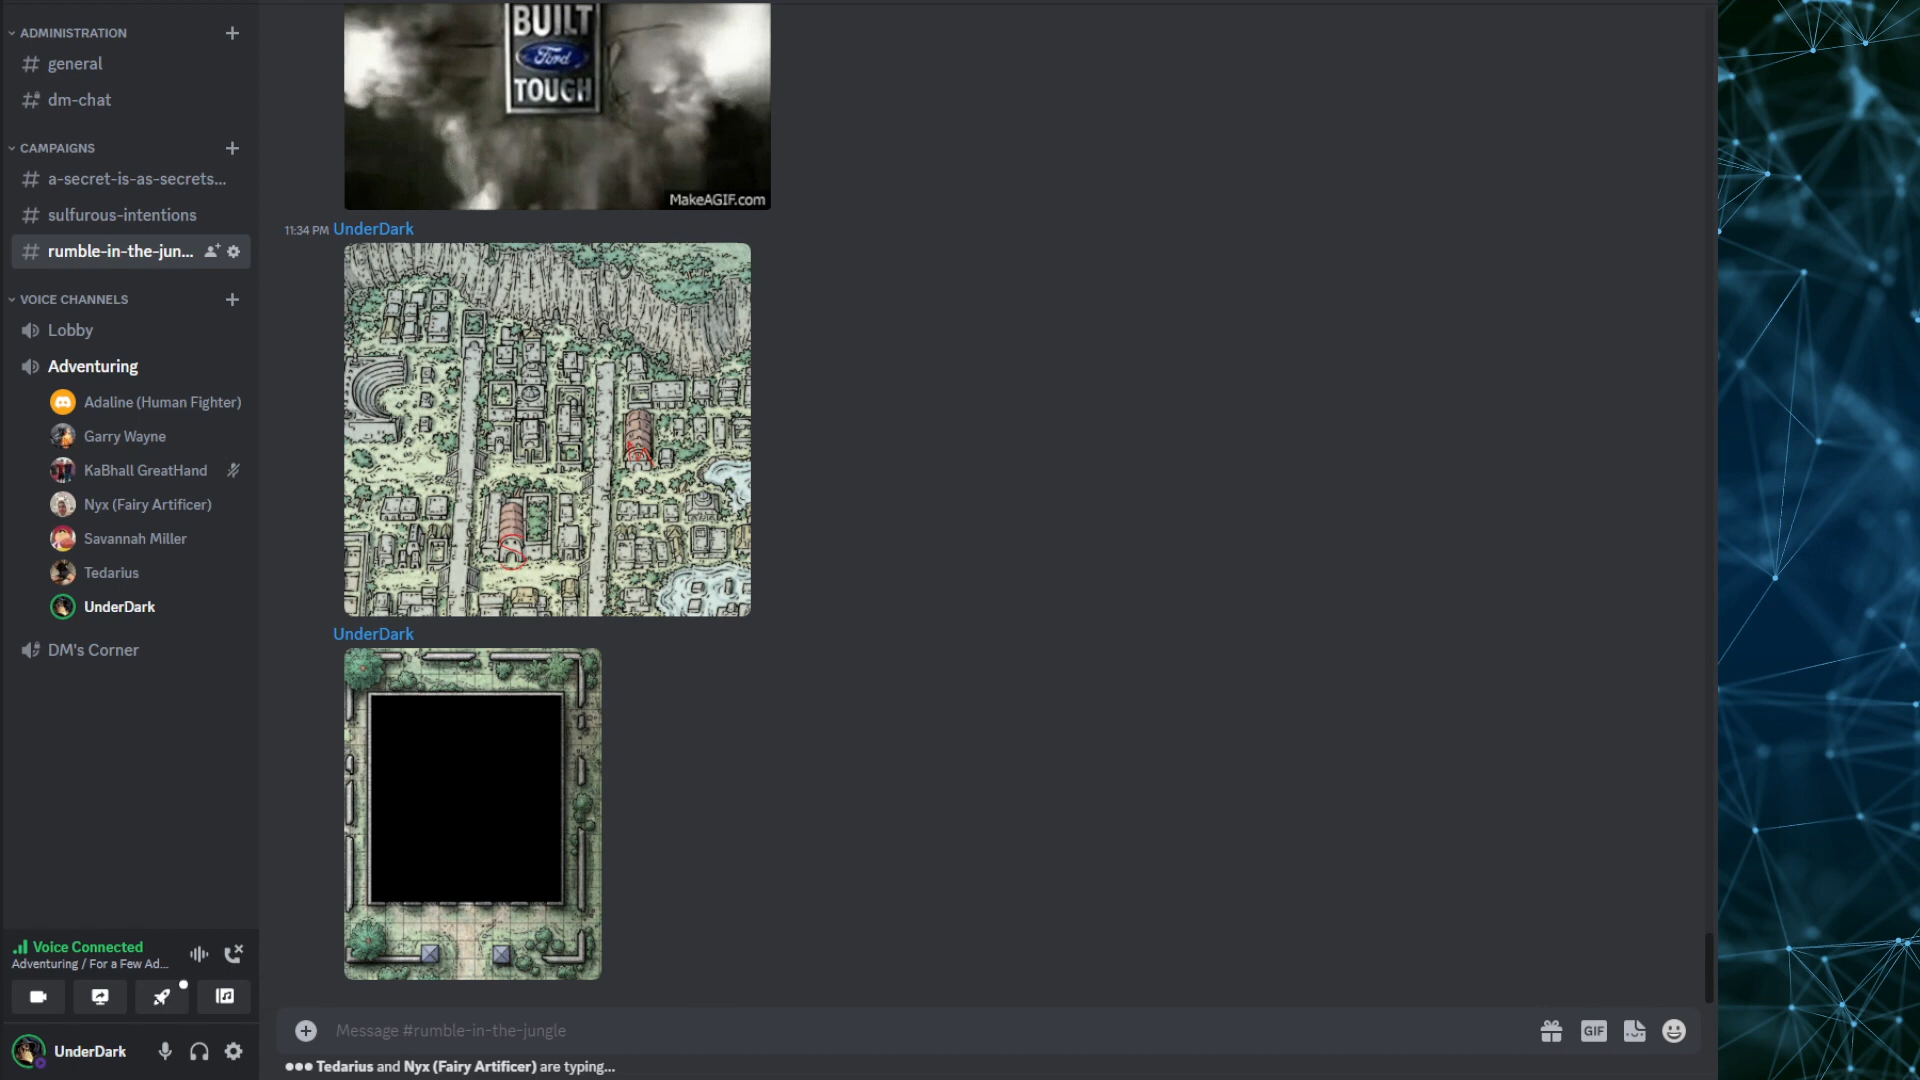 ADMINISTRATION
general
dm-chat
CAMPAIGNS
a-secret-is-as-secrets...
sulfurous-intentions
rumble-in-the-jun...
VOICE CHANNELS
Lobby
Adventuring
Adaline (Human Fighter)
Garry Wayne
KaBhall GreatHand
Nyx (Fairy Artificer)
Savannah Miller
Tedarius
UnderDark
DM's Corner
Voice Connected
Adventuring / For a Few Ad...
UnderDark
BUILT
Ford
TOUGH
MakeAGIF.com
11:34 PM UnderDark
UnderDark
Message #rumble-in-the-jungle
GIF
Tedarius and Nyx (Fairy Artificer) are typing...